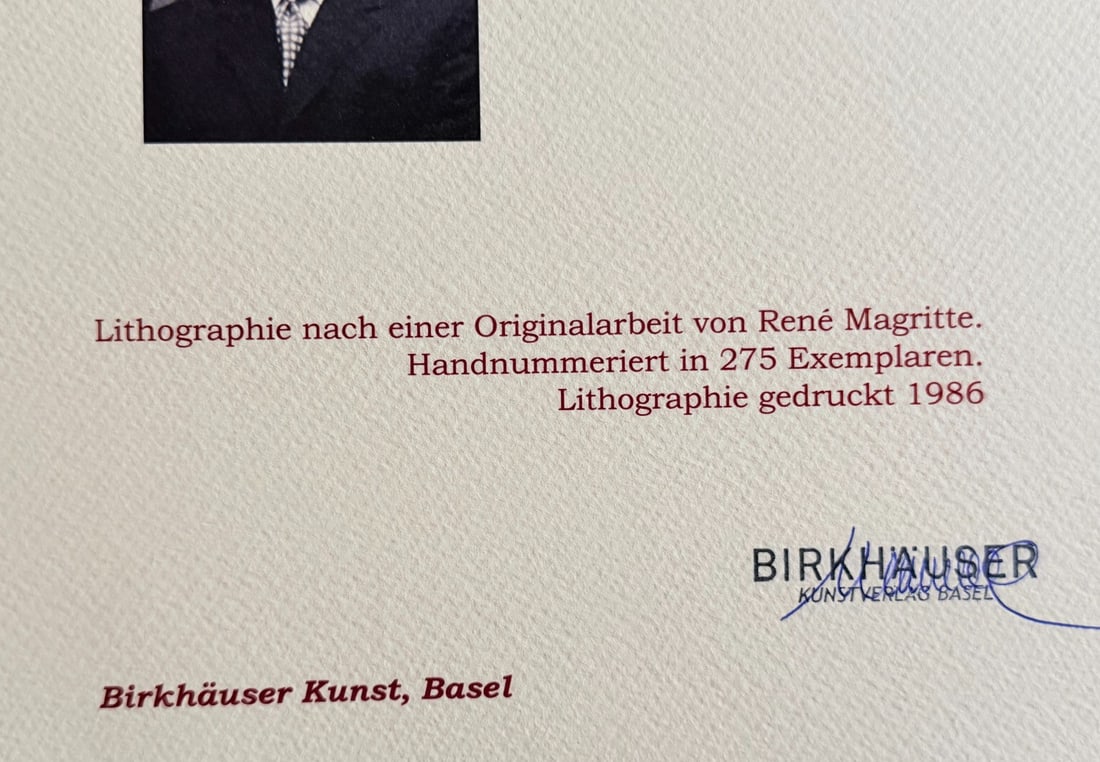 Lithographie nach einer Originalarbeit von René Magritte.
Handnummeriert in 275 Exemplaren.
Lithographie gedruckt 1986
BIRKHÄUSER
KUNSTVERLAG BASEL
Birkhäuser Kunst, Basel